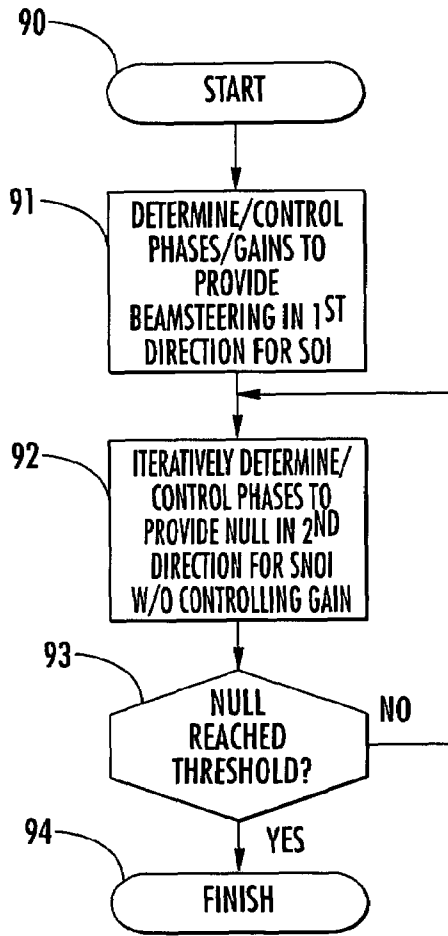 90
START
91
DETERMINE/CONTROL
PHASES/GAINS TO
PROVIDE
BEAMSTEERING IN 1ST
DIRECTION FOR SOI
92
ITERATIVELY DETERMINE/
CONTROL PHASES TO
PROVIDE NULL IN 2ND
DIRECTION FOR SNOI
W/O CONTROLLING GAIN
93
NULL
REACHED
THRESHOLD?
NO
YES
94
FINISH